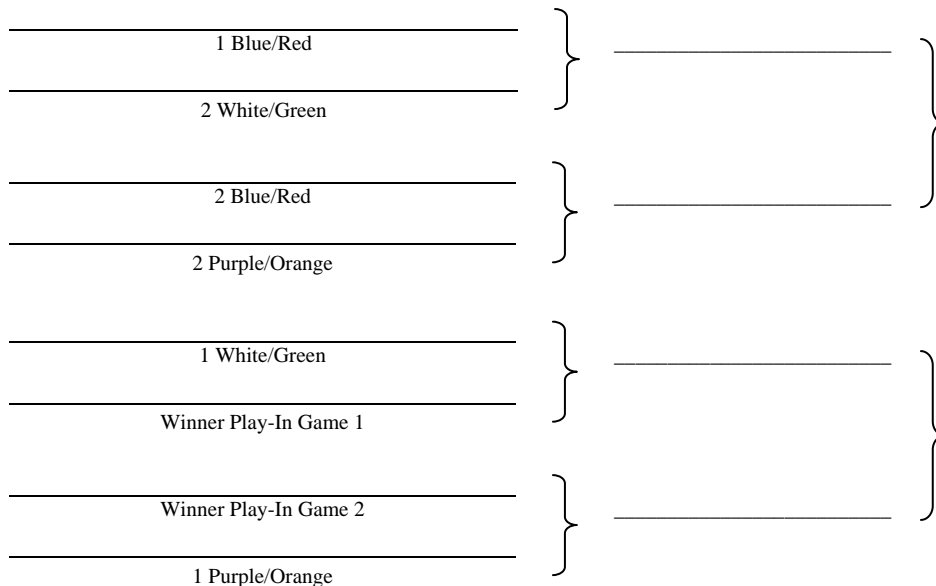 1 Blue/Red
2 White/Green
2 Blue/Red
2 Purple/Orange
1 White/Green
Winner Play-In Game 1
Winner Play-In Game 2
1 Purple/Orange